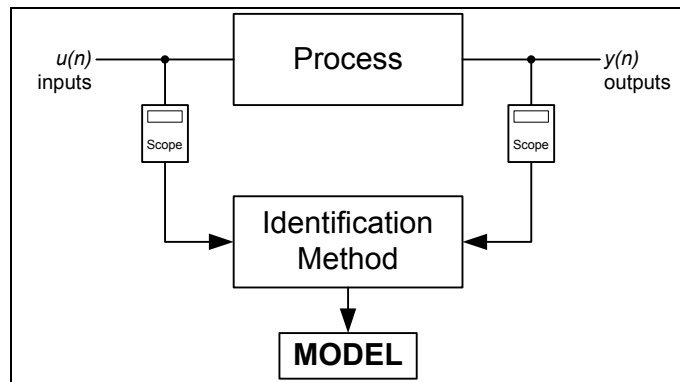 u(n)
inputs
Process
y(n)
outputs
Scope
Scope
Identification
Method
MODEL